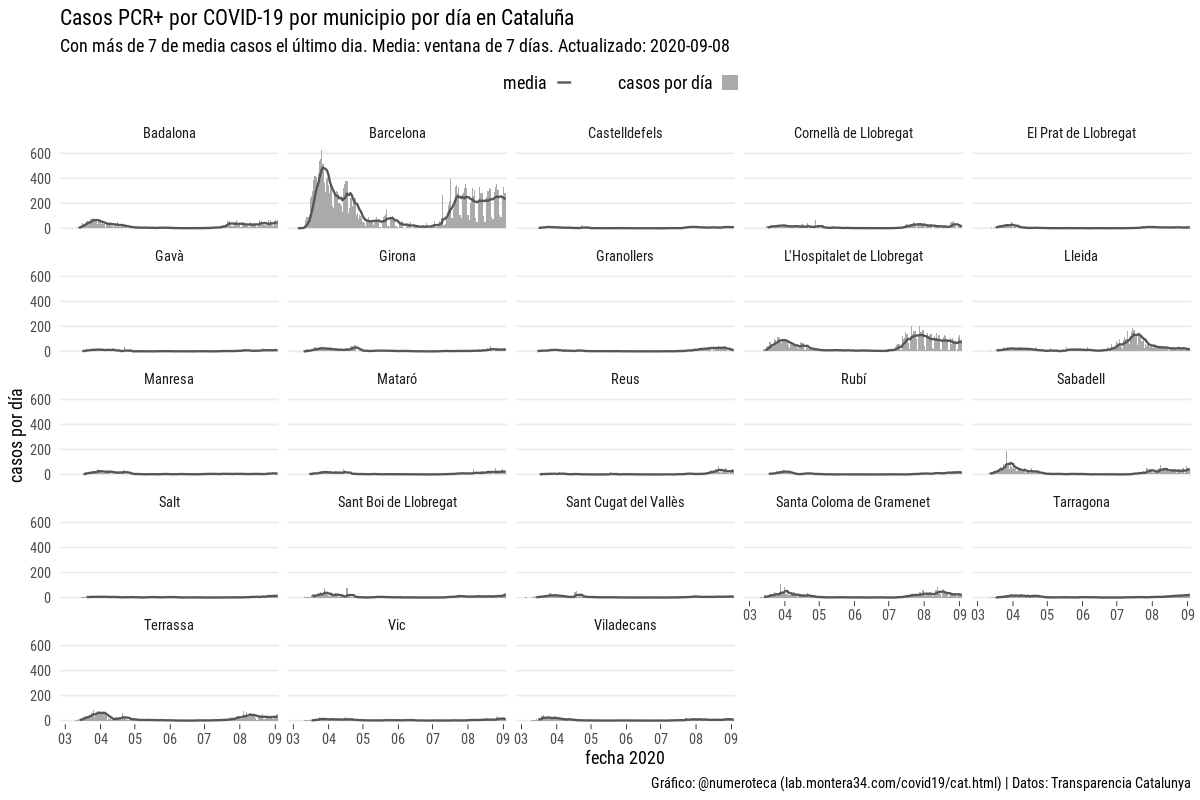 Casos PCR+ por COVID-19 por municipio por día en Cataluña
Con más de 7 de media casos el último dia. Media: ventana de 7 días. Actualizado: 2020-09-08
media casos por día
Badalona Barcelona Castelldefels Cornellà de Llobregat El Prat de Llobregat
600
400
200
0
Gavà Girona Granollers L'Hospitalet de Llobregat Lleida
600
400
200
0
Manresa Mataró Reus Rubí Sabadell
600
400
200
0
casos por día
Salt Sant Boi de Llobregat Sant Cugat del Vallès Santa Coloma de Gramenet Tarragona
600
400
200
0
03 04 05 06 07 08 09 03 04 05 06 07 08 09
Terrassa Vic Viladecans
600
400
200
0
03 04 05 06 07 08 09 03 04 05 06 07 08 09 03 04 05 06 07 08 09
fecha 2020
Gráfico: @numeroteca (lab.montera34.com/covid19/cat.html) | Datos: Transparencia Catalunya